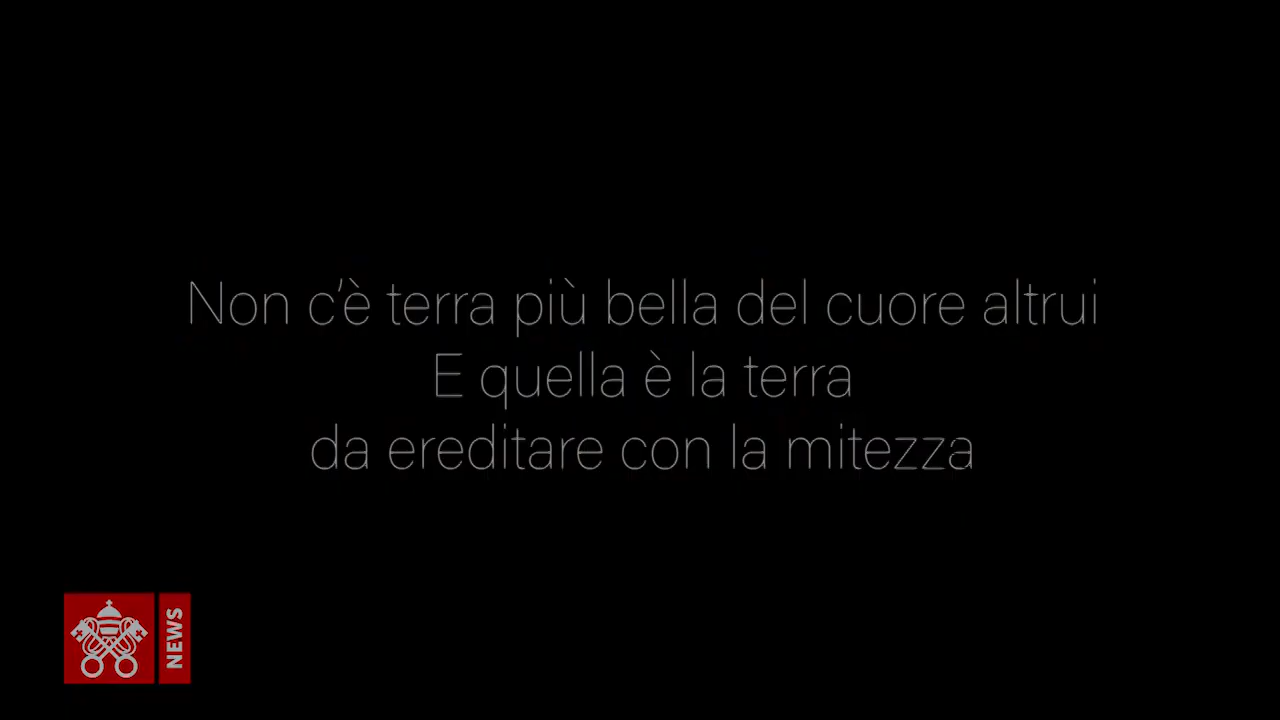 Non c'è terra più bella del cuore altrui
E quella è la terra
da ereditare con la mitezza
NEWS